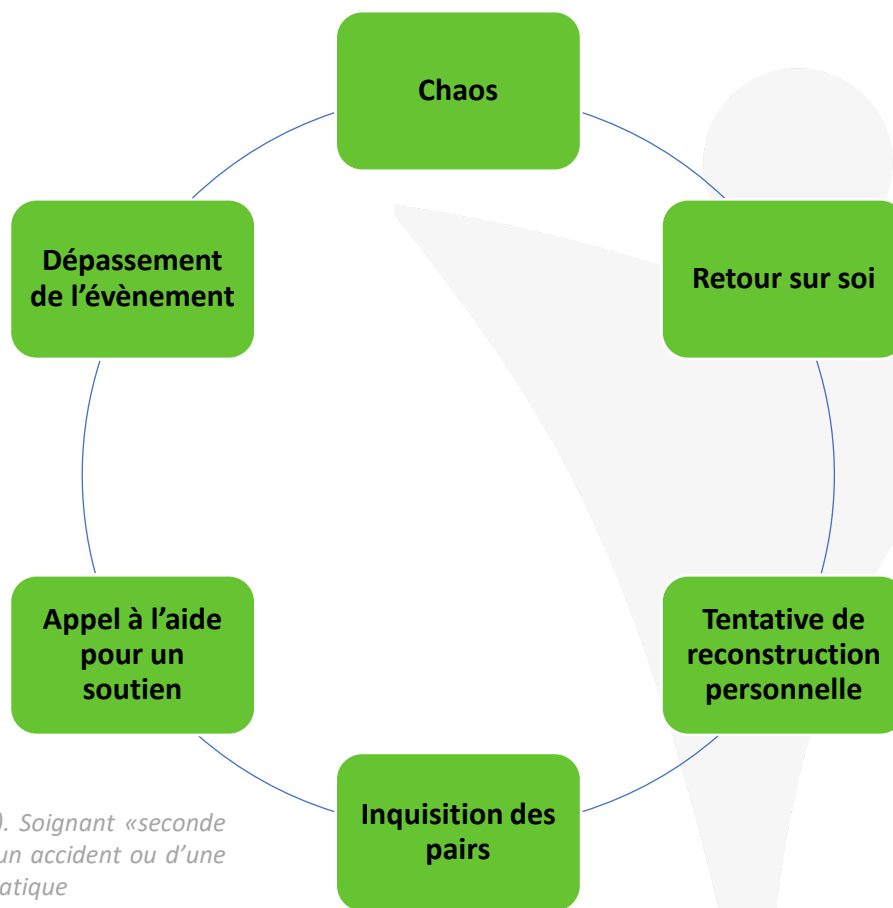 Chaos
Retour sur soi
Tentative de
reconstruction
personnelle
Inquisition des
pairs
Appel à l’aide
pour un
soutien
Dépassement
de l’évènement
). Soignant «seconde
un accident ou d’une
atique